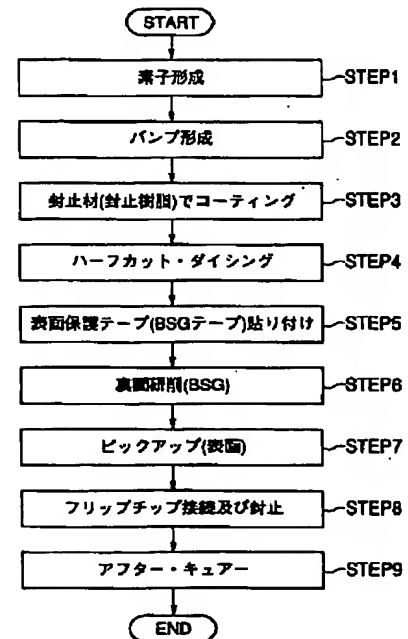 START
素子形成 STEP1
バンプ形成 STEP2
封止材(封止樹脂)でコーティング STEP3
ハーフカット・ダイシング STEP4
表面保護テープ(BSGテープ)貼り付け STEP5
裏面研削(BSG) STEP6
ピックアップ(表面) STEP7
フリップチップ接続及び封止 STEP8
アフター・キュアー STEP9
END